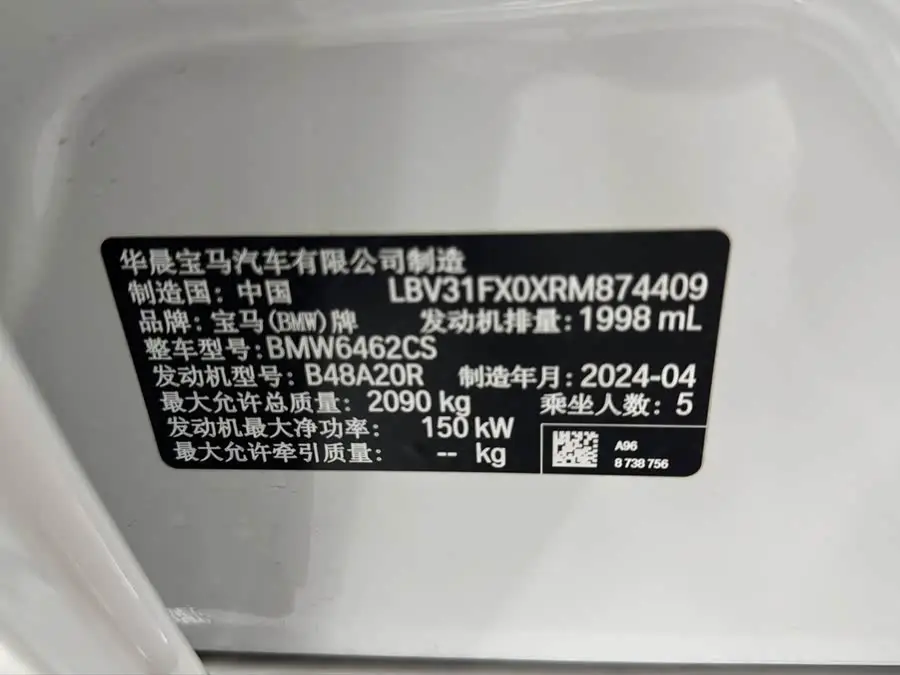 华晨宝马汽车有限公司制造
制造国：中国 LBV31FX0XRM874409
品牌：宝马(BMW)牌 发动机排量：1998 mL
整车型号：BMW6462CS
发动机型号：B48A20R 制造年月：2024-04
最大允许总质量：2090 kg 乘坐人数：5
发动机最大净功率：150 kW
最大允许牵引质量：-- kg
A96
8 738 756